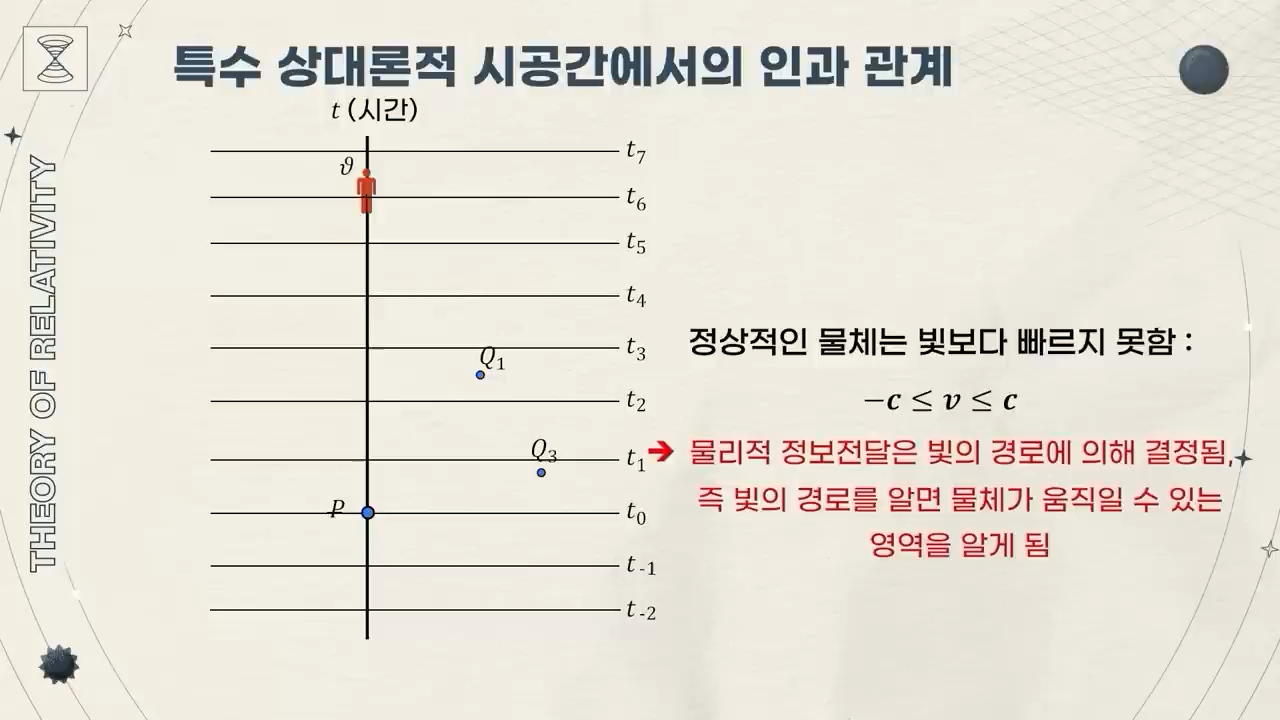 특수 상대론적 시공간에서의 인과 관계
t (시간)
THEORY OF RELATIVITY
ϑ
t₇
t₆
t₅
t₄
t₃
Q₁
t₂
Q₃
t₁
P
t₀
t₋₁
t₋₂
정상적인 물체는 빛보다 빠르지 못함 :
−c ≤ v ≤ c
➔ 물리적 정보전달은 빛의 경로에 의해 결정됨,
즉 빛의 경로를 알면 물체가 움직일 수 있는
영역을 알게 됨